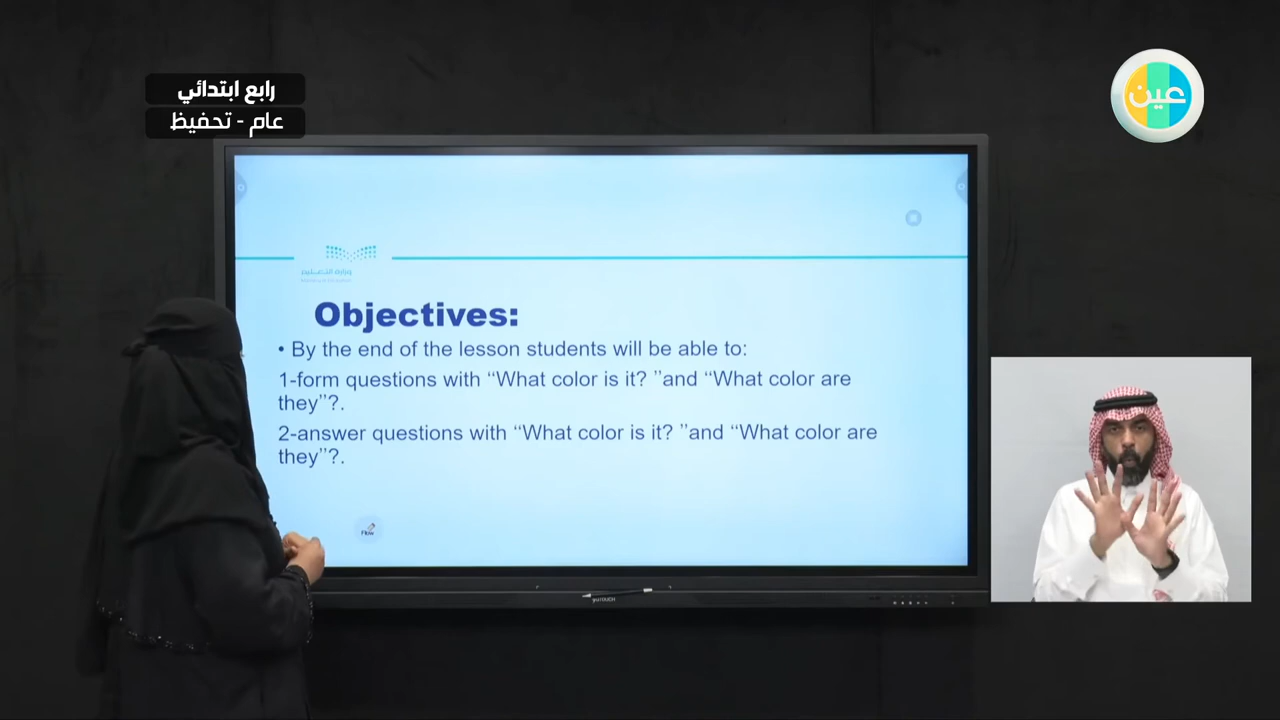 رابع ابتدائي
عام - تحفيظ
عين
وزارة التعليم
Objectives:
• By the end of the lesson students will be able to:
1-form questions with “What color is it? ”and “What color are
they”?.
2-answer questions with “What color is it? ”and “What color are
they”?.